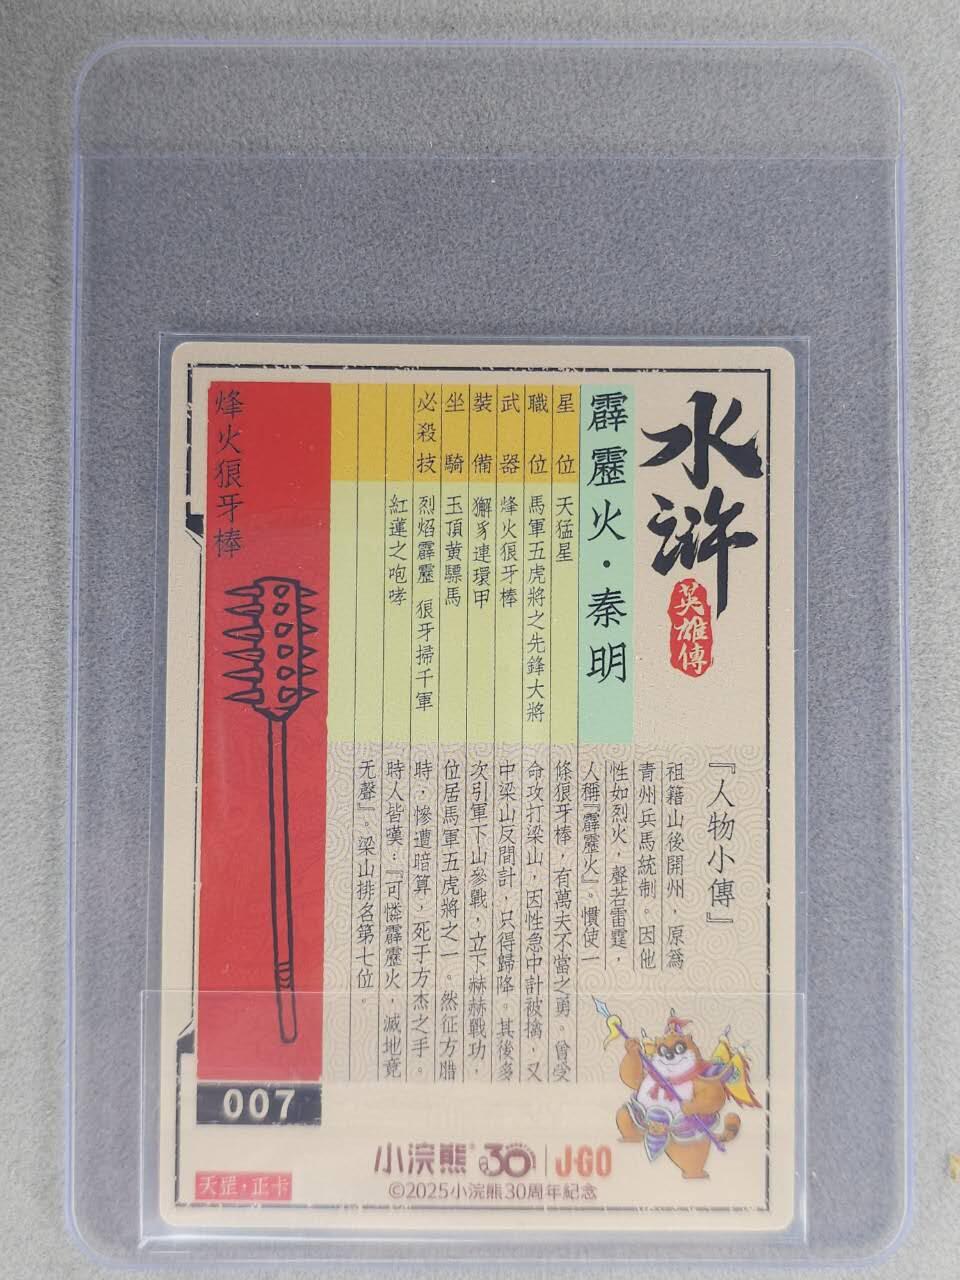 水滸
英雄傳
霹靂火·秦明
星位 天猛星
職位 馬軍五虎將之先鋒大將
武器 烽火狼牙棒
裝備 獬豸連環甲
坐騎 玉頂黄驃馬
必殺技 烈焰霹靂 狼牙掃千軍
紅蓮之咆哮
烽火狼牙棒
『人物小傳』
祖籍山後開州，原為
青州兵馬統制。因他
性如烈火，聲若雷霆，
人稱『霹靂火』。慣使一
條狼牙棒，有萬夫不當之勇。曾受
命攻打梁山，因性急中計被擒，又
中梁山反間計，只得歸降。其後多
次引軍下山參戰，立下赫赫戰功，
位居馬軍五虎將之一。然征方腊
時，慘遭暗算，死于方杰之手。
時人皆嘆：『可憐霹靂火，滅地竟
无聲』。梁山排名第七位。
007
天罡·正卡
小浣熊 30 J·GO
©2025小浣熊30周年紀念